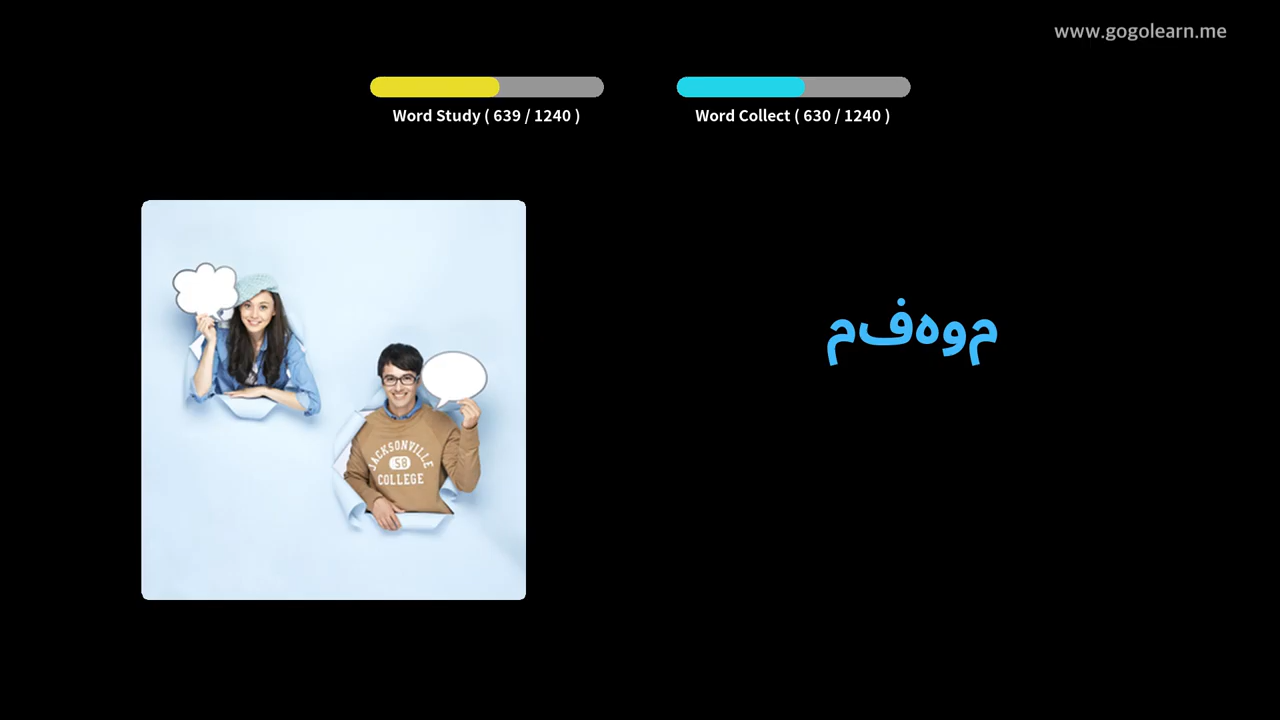 www.gogolearn.me
Word Study ( 639 / 1240 )
Word Collect ( 630 / 1240 )
مفهوم
JACKSONVILLE
58
COLLEGE